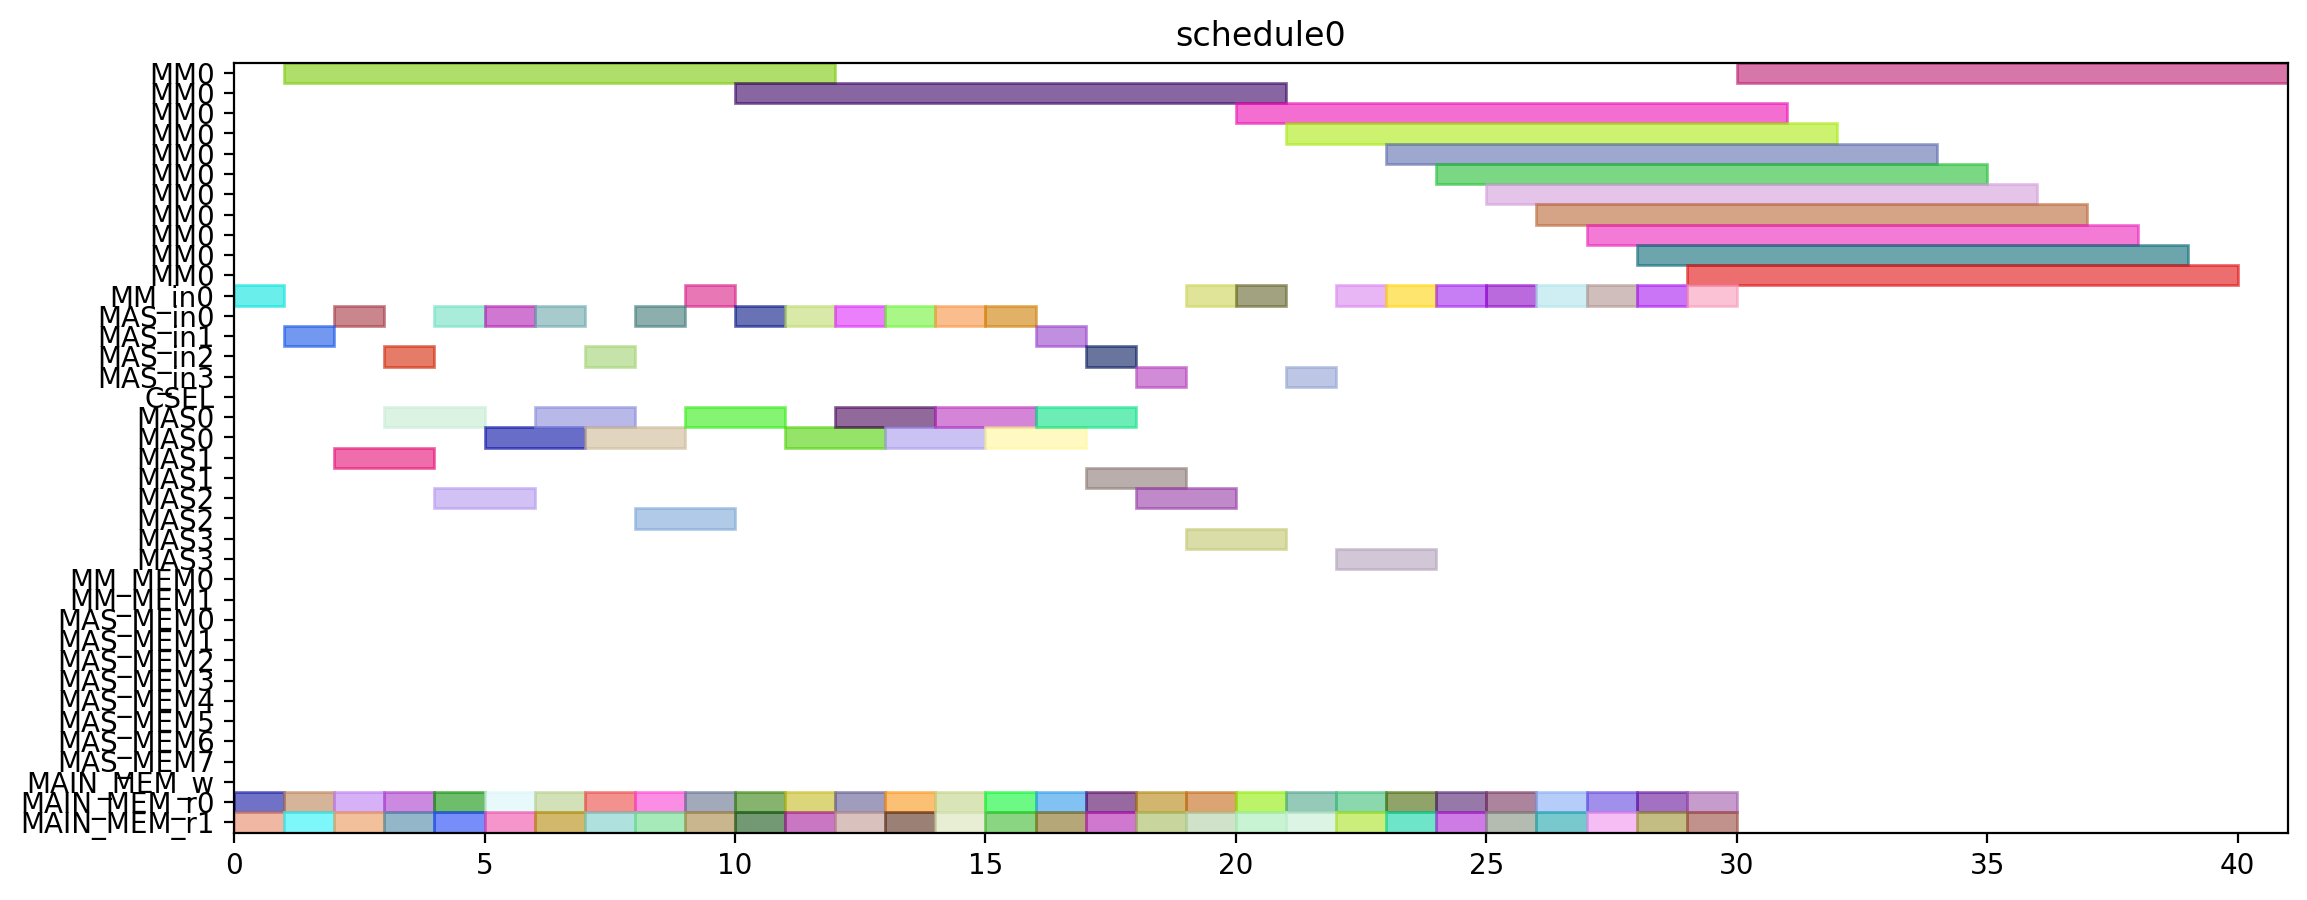 schedule0
MM0
MM0
MM0
MM0
MM0
MM0
MM0
MM0
MM0
MM0
MM0
MM_in0
MAS_in0
MAS_in1
MAS_in2
MAS_in3
CSEL
MAS0
MAS0
MAS1
MAS1
MAS2
MAS2
MAS3
MAS3
MM_MEM0
MM_MEM1
MAS_MEM0
MAS_MEM1
MAS_MEM2
MAS_MEM3
MAS_MEM4
MAS_MEM5
MAS_MEM6
MAS_MEM7
MAIN_MEM_w
MAIN_MEM_r0
MAIN_MEM_r1
0 5 10 15 20 25 30 35 40